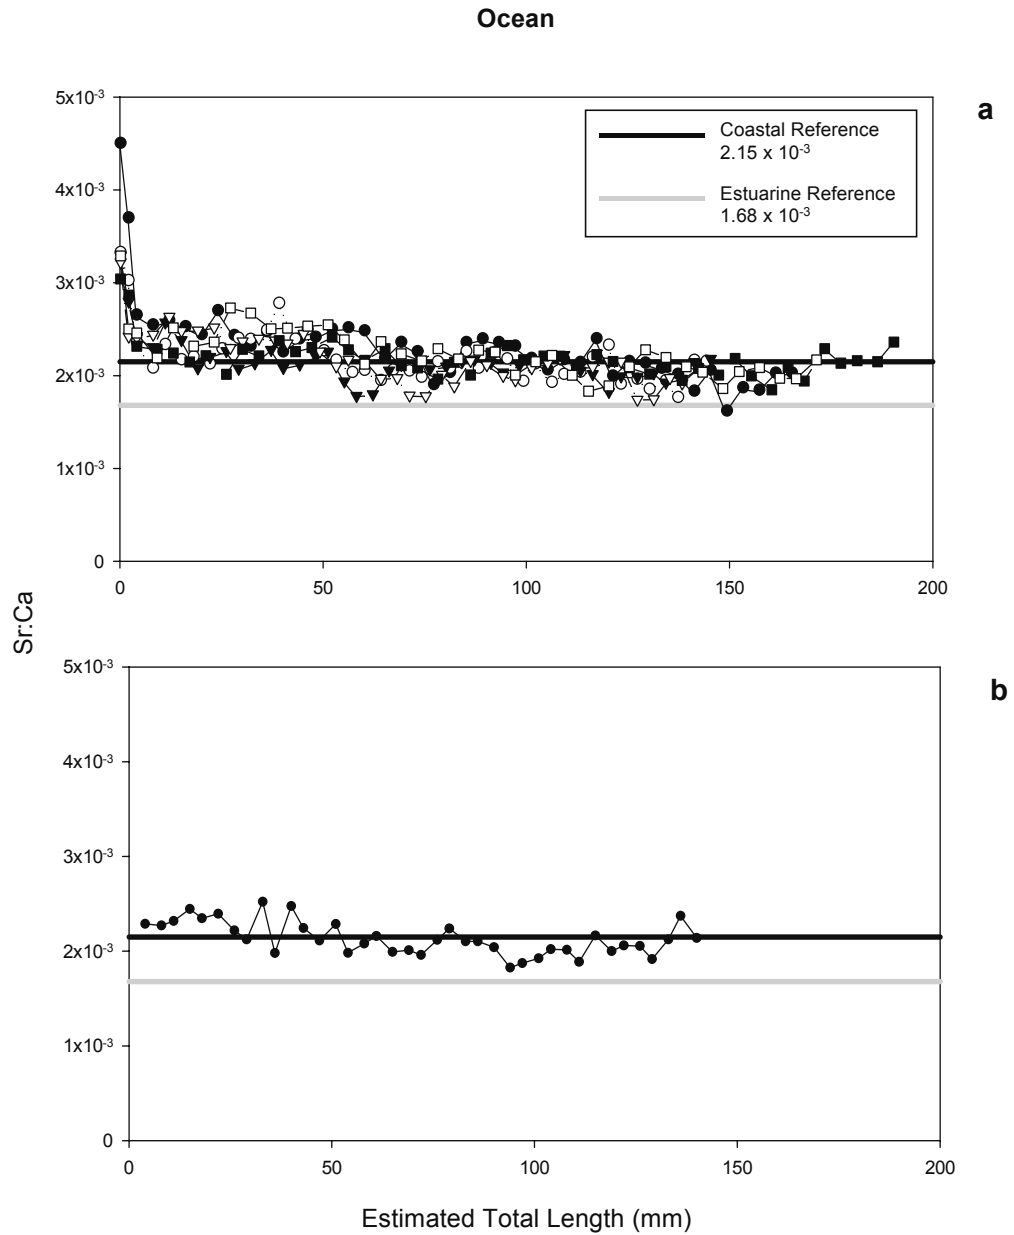 Ocean
a
5x10⁻³
4x10⁻³
3x10⁻³
2x10⁻³
1x10⁻³
0
Coastal Reference
2.15 x 10⁻³
Estuarine Reference
1.68 x 10⁻³
0 50 100 150 200
Sr:Ca
b
5x10⁻³
4x10⁻³
3x10⁻³
2x10⁻³
1x10⁻³
0
0 50 100 150 200
Estimated Total Length (mm)